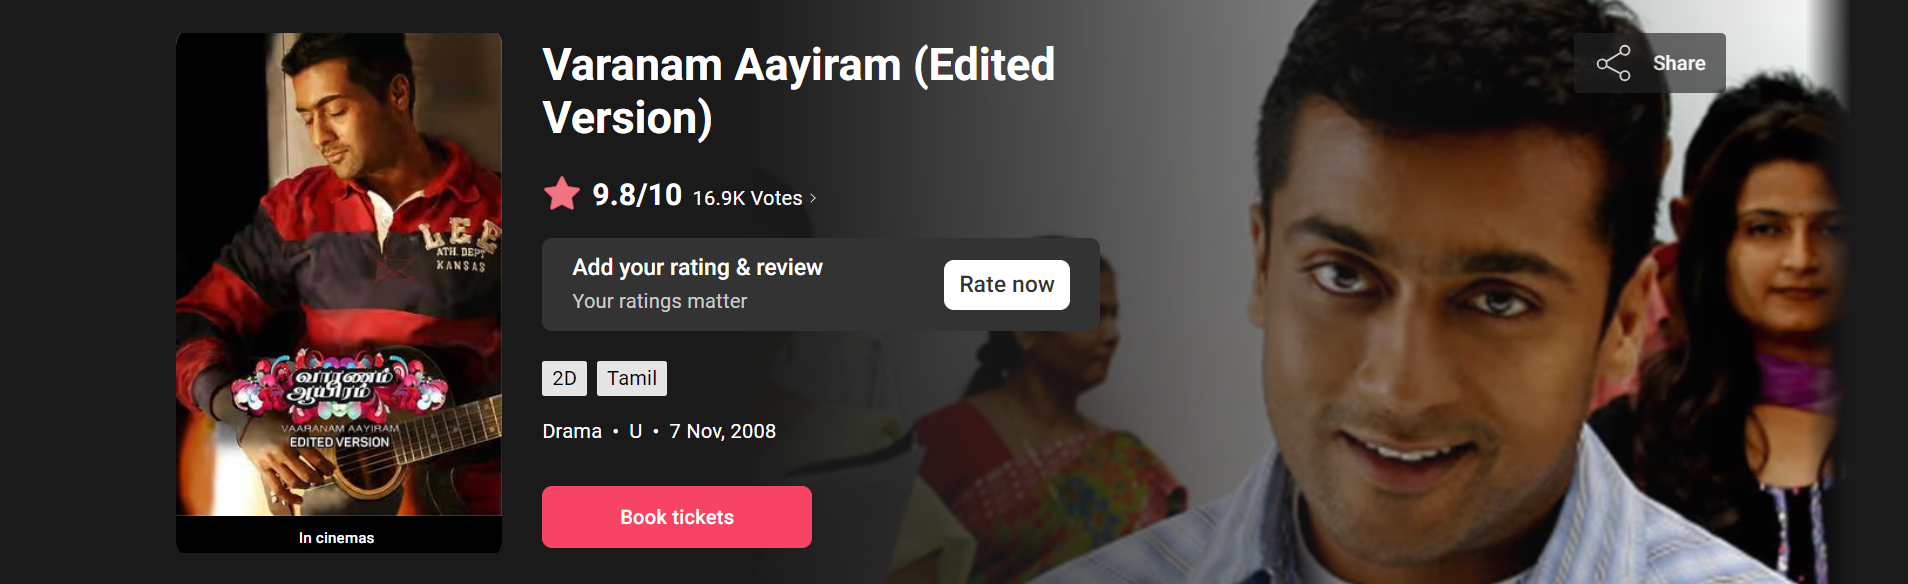 LEE
ATH. DEPT
KANSAS
வாரணம்
ஆயிரம்
VAARANAM AAYIRAM
EDITED VERSION
In cinemas
Varanam Aayiram (Edited
Version)
9.8/10 16.9K Votes >
Add your rating & review
Your ratings matter
Rate now
2D Tamil
Drama • U • 7 Nov, 2008
Book tickets
Share